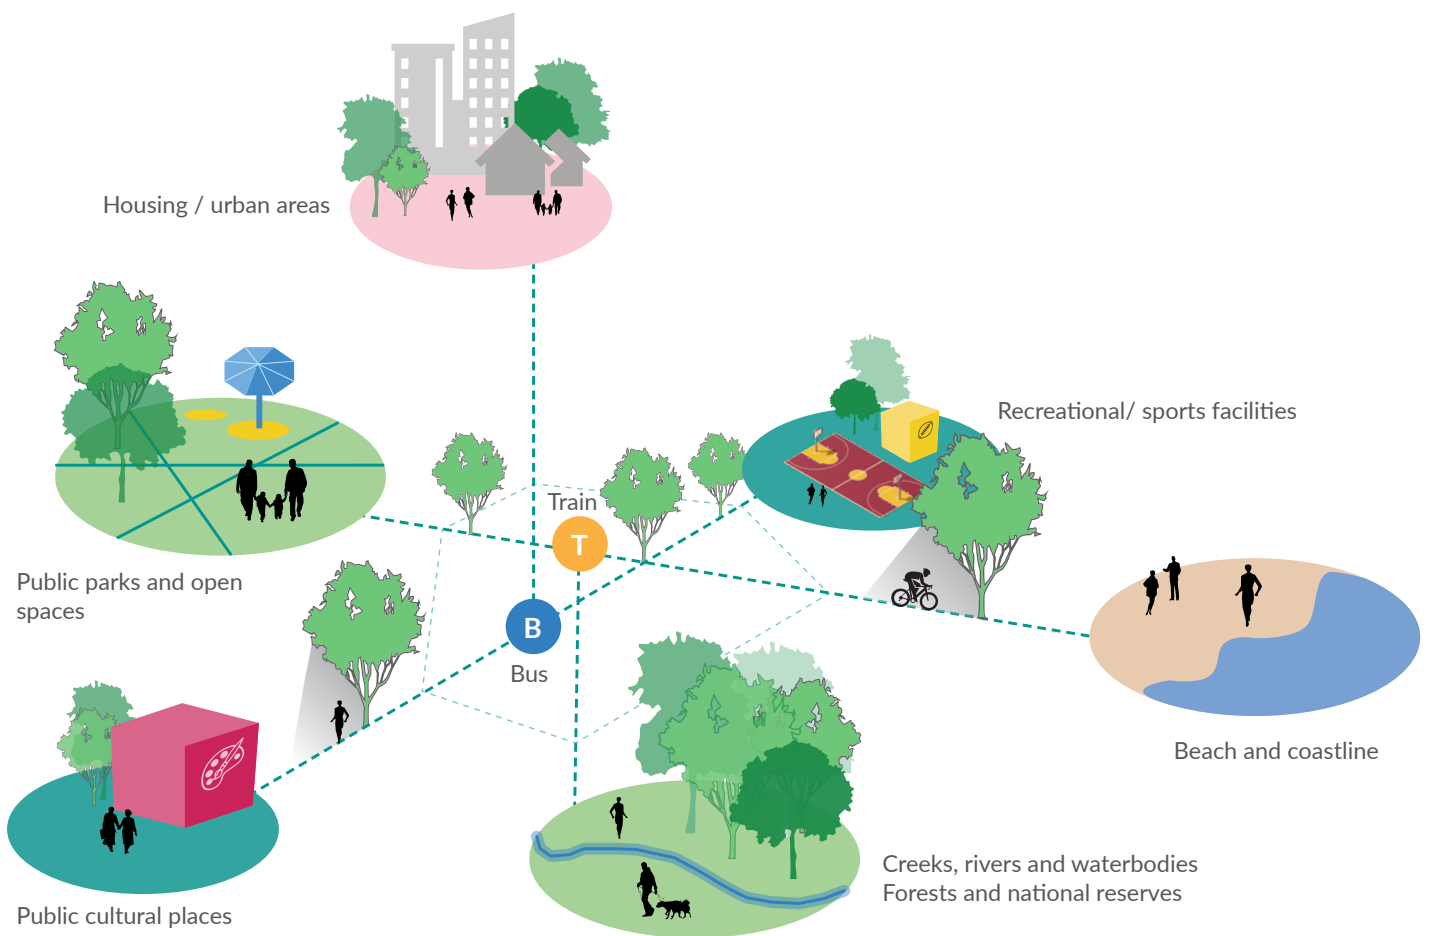 Housing / urban areas
Recreational/ sports facilities
Train
T
Public parks and open
spaces
B
Bus
Beach and coastline
Creeks, rivers and waterbodies
Forests and national reserves
Public cultural places